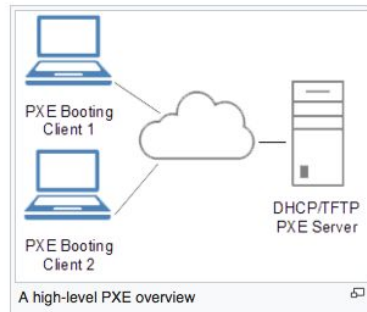 PXE Booting
Client 1
PXE Booting
Client 2
DHCP/TFTP
PXE Server
A high-level PXE overview